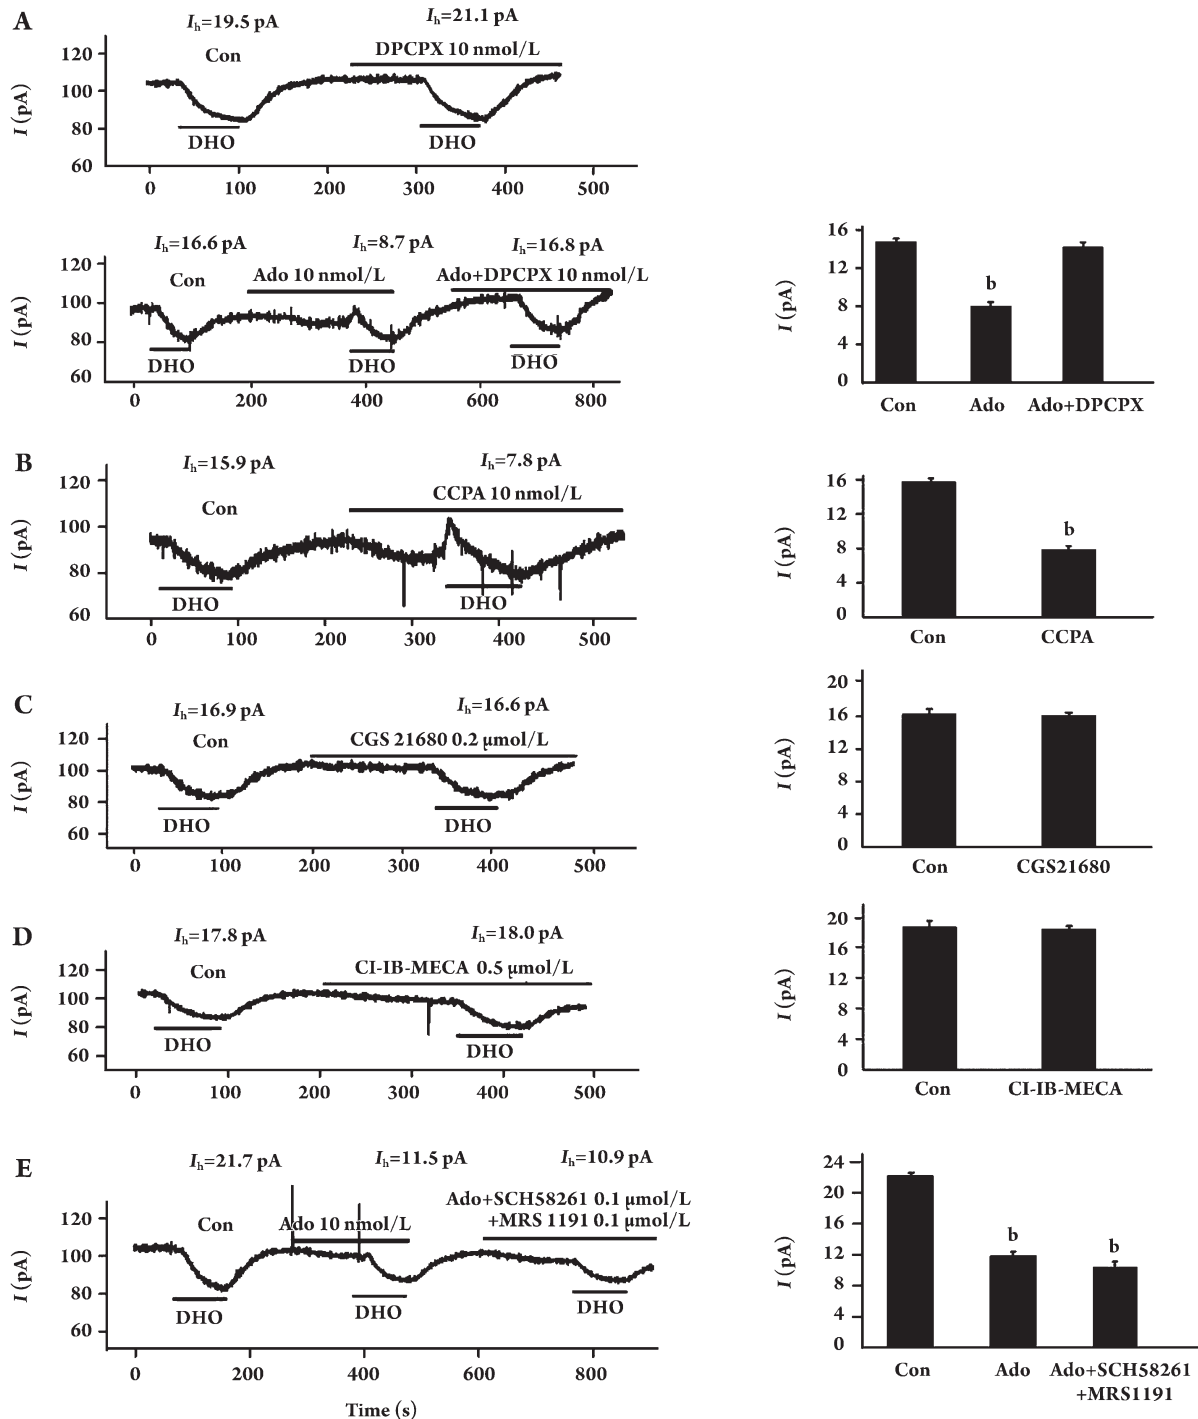 A
Ih=19.5 pA
Ih=21.1 pA
Con
DPCPX 10 nmol/L
120
100
80
60
I (pA)
DHO
DHO
0 100 200 300 400 500
Ih=16.6 pA
Ih=8.7 pA
Ih=16.8 pA
Con
Ado 10 nmol/L
Ado+DPCPX 10 nmol/L
120
100
80
60
I (pA)
DHO
DHO
DHO
0 200 400 600 800
16
12
8
4
0
I (pA)
b
Con Ado Ado+DPCPX
B
Ih=15.9 pA
Ih=7.8 pA
Con
CCPA 10 nmol/L
120
100
80
60
I (pA)
DHO
DHO
0 100 200 300 400 500
16
12
8
4
0
I (pA)
b
Con CCPA
C
Ih=16.9 pA
Ih=16.6 pA
Con
CGS 21680 0.2 μmol/L
120
100
80
60
I (pA)
DHO
DHO
0 100 200 300 400 500
20
16
12
8
4
0
I (pA)
Con CGS21680
D
Ih=17.8 pA
Ih=18.0 pA
Con
CI-IB-MECA 0.5 μmol/L
120
100
80
60
I (pA)
DHO
DHO
0 100 200 300 400 500
20
16
12
8
4
0
I (pA)
Con CI-IB-MECA
E
Ih=21.7 pA
Ih=11.5 pA
Ih=10.9 pA
Con
Ado 10 nmol/L
Ado+SCH58261 0.1 μmol/L
+MRS 1191 0.1 μmol/L
120
100
80
60
I (pA)
DHO
DHO
DHO
0 200 400 600 800
Time (s)
24
20
16
12
8
4
0
I (pA)
b
b
Con Ado Ado+SCH58261
+MRS1191